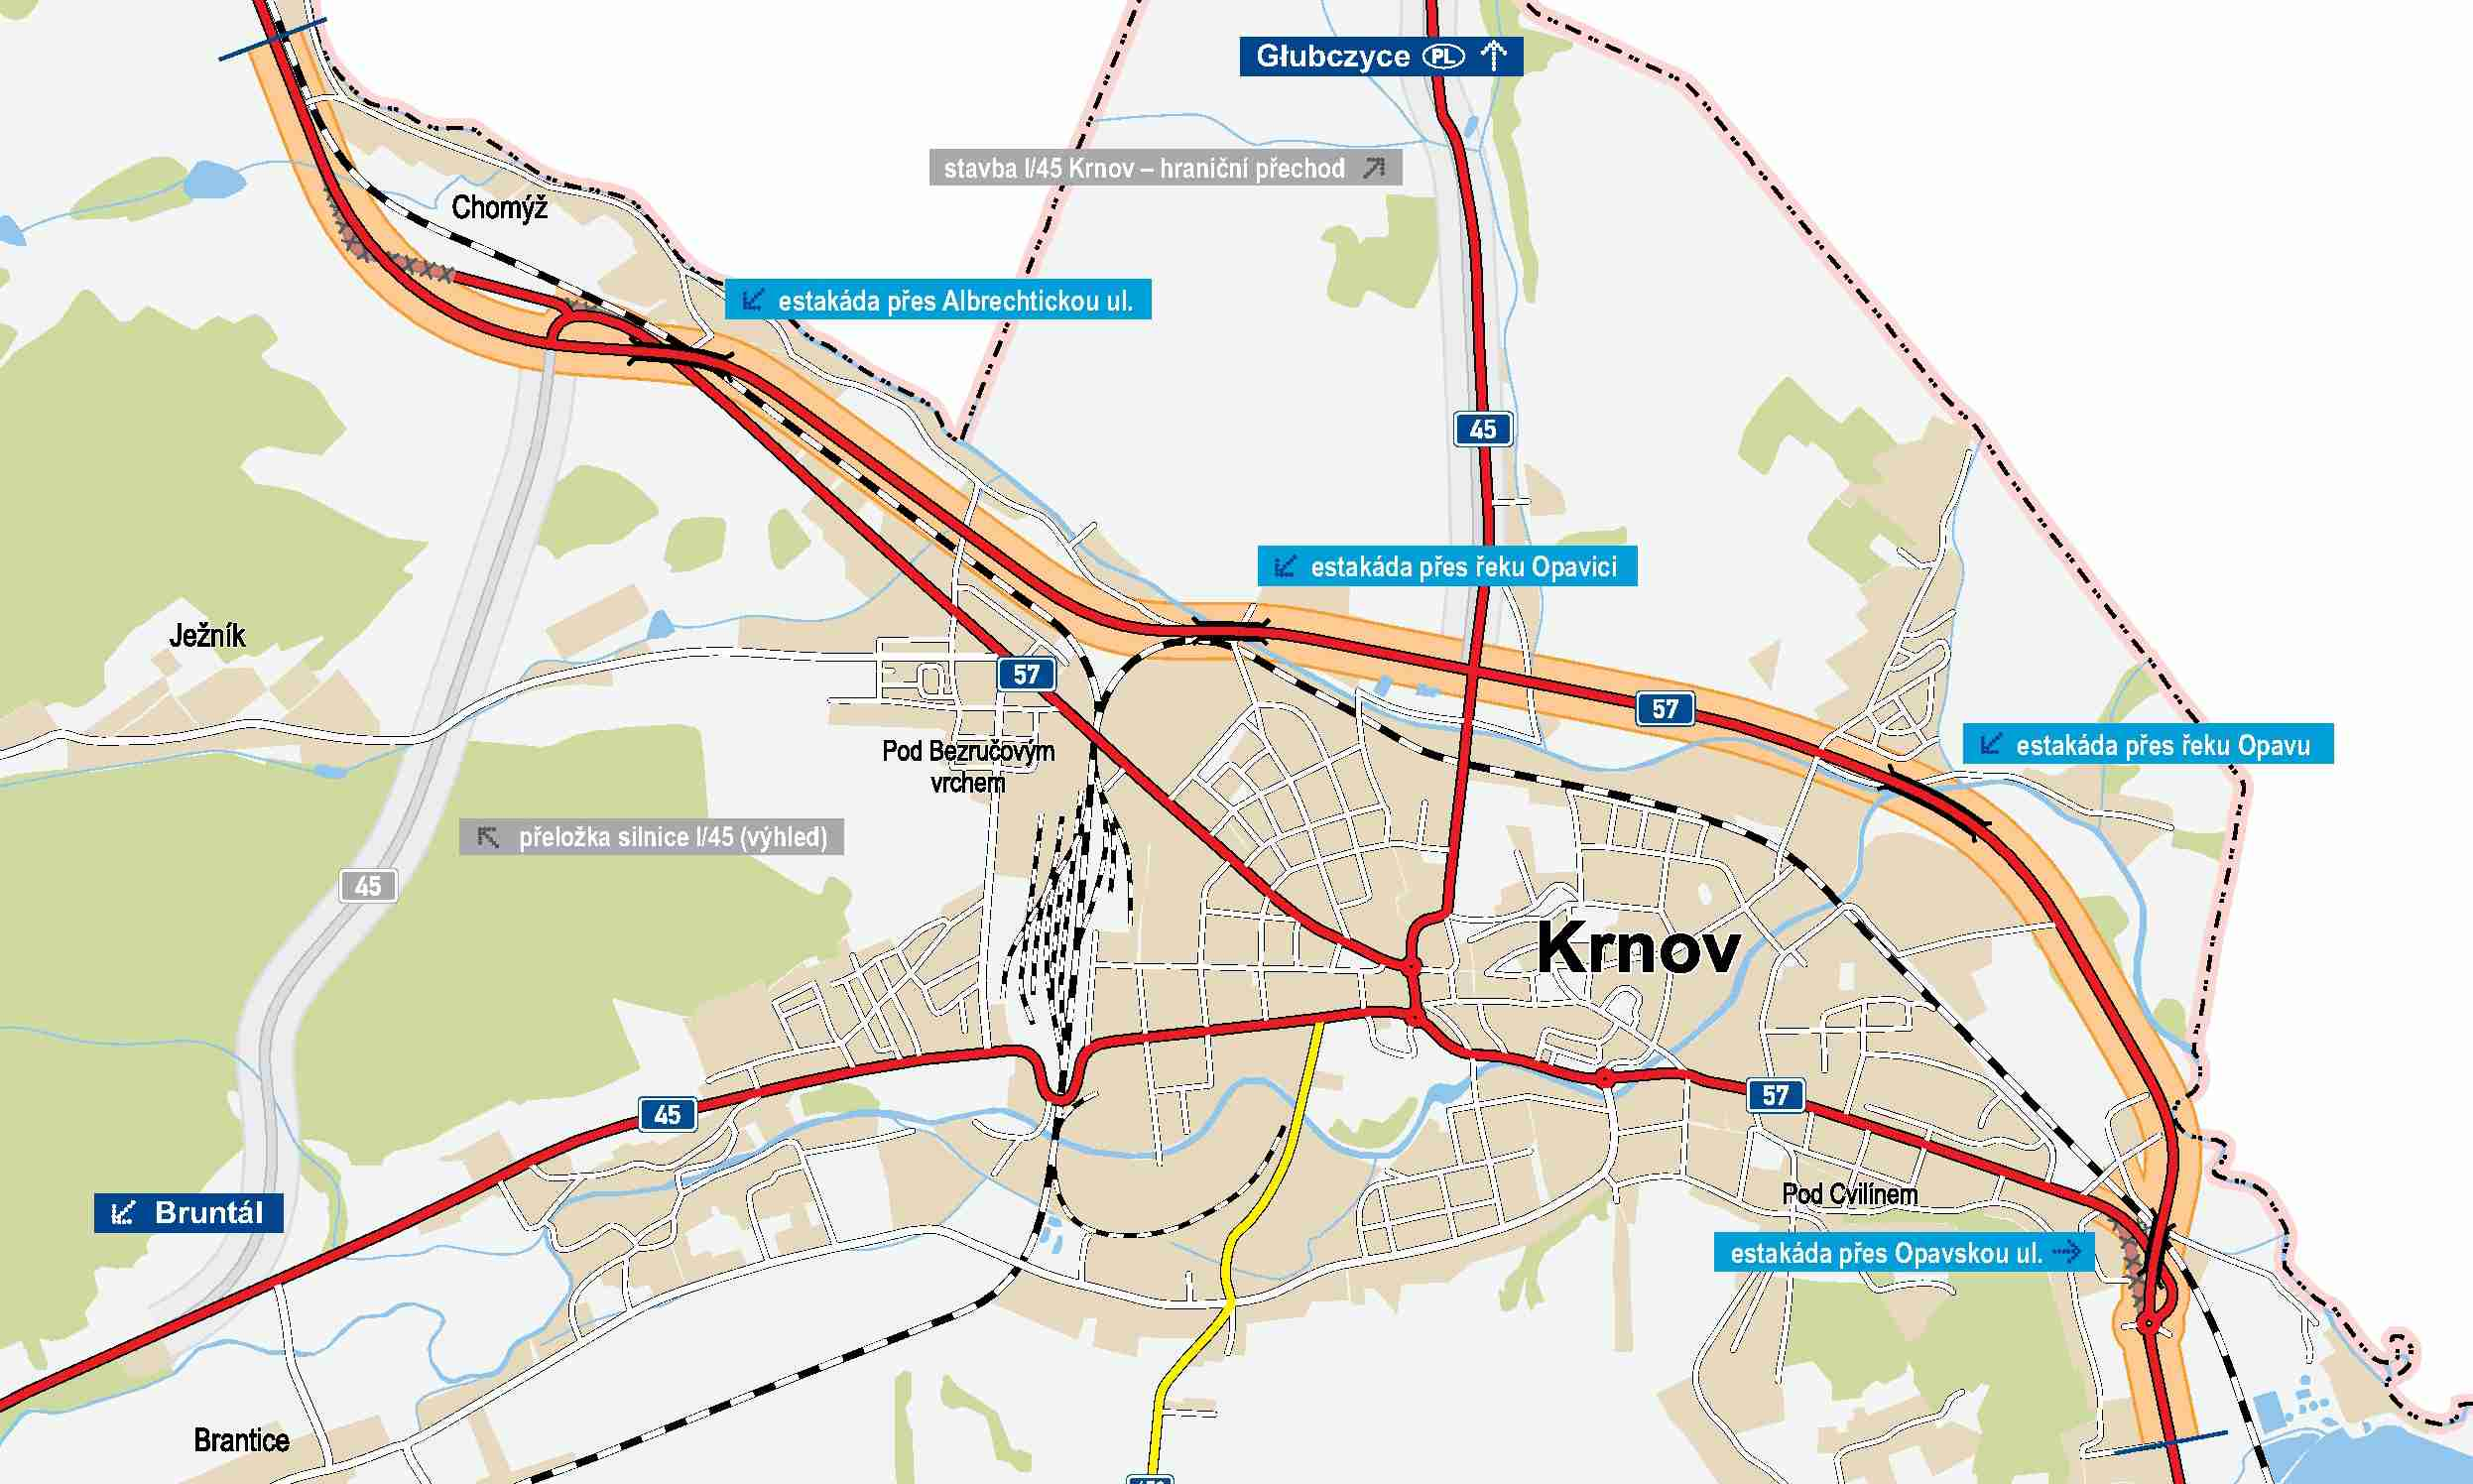 Głubczyce PL
stavba I/45 Krnov – hraniční přechod
Chomýž
estakáda přes Albrechtickou ul.
45
estakáda přes řeku Opavici
Ježník
57
57
estakáda přes řeku Opavu
Pod Bezručovým
vrchem
přeložka silnice I/45 (výhled)
45
Krnov
57
45
Pod Cvilínem
Bruntál
estakáda přes Opavskou ul.
Brantice